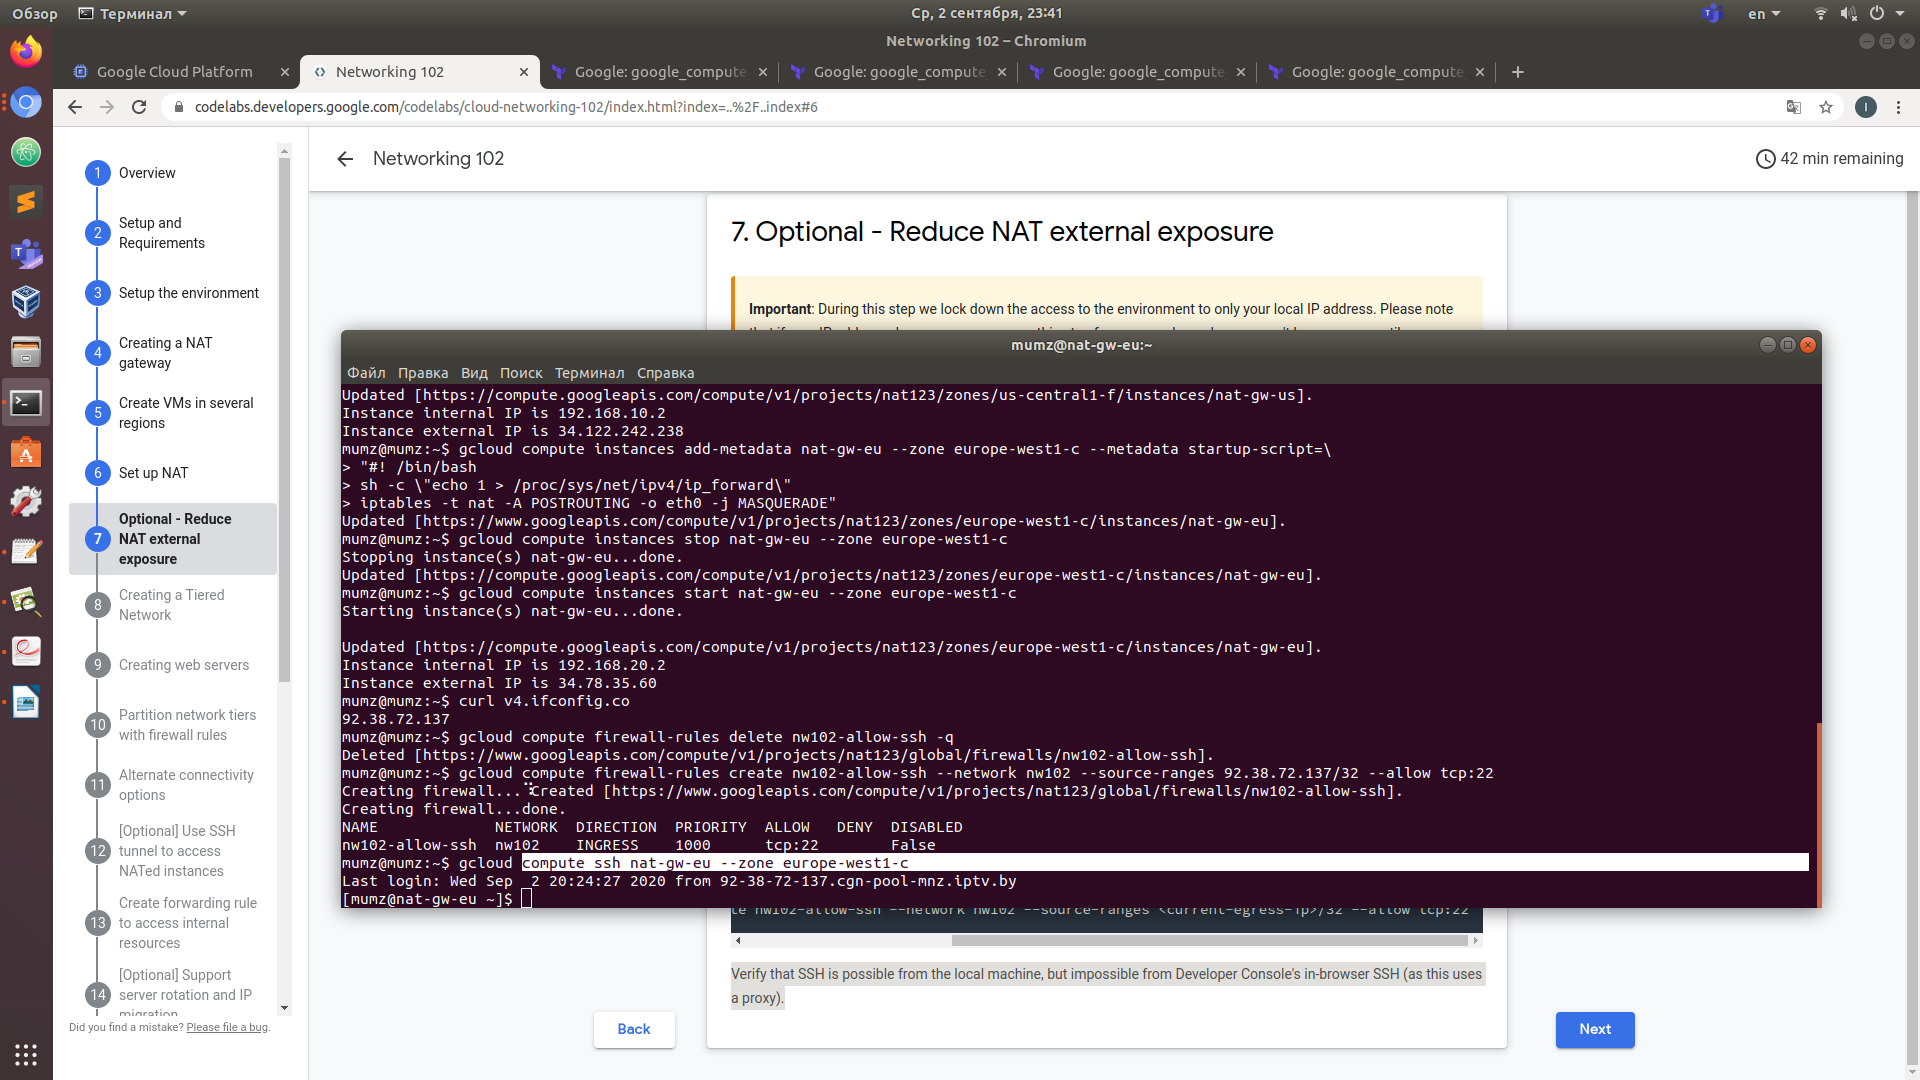 Обзор
Терминал
Ср, 2 сентября, 23:41
en
Networking 102 – Chromium
Google Cloud Platform
Networking 102
Google: google_compute
Google: google_compute
Google: google_compute
Google: google_compute
codelabs.developers.google.com/codelabs/cloud-networking-102/index.html?index=..%2F..index#6
I
Networking 102
42 min remaining
1 Overview
2 Setup and
Requirements
3 Setup the environment
4 Creating a NAT
gateway
5 Create VMs in several
regions
6 Set up NAT
7 Optional - Reduce
NAT external
exposure
8 Creating a Tiered
Network
9 Creating web servers
10 Partition network tiers
with firewall rules
11 Alternate connectivity
options
12 [Optional] Use SSH
tunnel to access
NATed instances
13 Create forwarding rule
to access internal
resources
14 [Optional] Support
server rotation and IP
migration
Did you find a mistake? Please file a bug.
7. Optional - Reduce NAT external exposure
Important: During this step we lock down the access to the environment to only your local IP address. Please note
mumz@nat-gw-eu:~
Файл Правка Вид Поиск Терминал Справка
Updated [https://compute.googleapis.com/compute/v1/projects/nat123/zones/us-central1-f/instances/nat-gw-us].
Instance internal IP is 192.168.10.2
Instance external IP is 34.122.242.238
mumz@mumz:~$ gcloud compute instances add-metadata nat-gw-eu --zone europe-west1-c --metadata startup-script=\
> "#! /bin/bash
> sh -c \"echo 1 > /proc/sys/net/ipv4/ip_forward\"
> iptables -t nat -A POSTROUTING -o eth0 -j MASQUERADE"
Updated [https://www.googleapis.com/compute/v1/projects/nat123/zones/europe-west1-c/instances/nat-gw-eu].
mumz@mumz:~$ gcloud compute instances stop nat-gw-eu --zone europe-west1-c
Stopping instance(s) nat-gw-eu...done.
Updated [https://compute.googleapis.com/compute/v1/projects/nat123/zones/europe-west1-c/instances/nat-gw-eu].
mumz@mumz:~$ gcloud compute instances start nat-gw-eu --zone europe-west1-c
Starting instance(s) nat-gw-eu...done.
Updated [https://compute.googleapis.com/compute/v1/projects/nat123/zones/europe-west1-c/instances/nat-gw-eu].
Instance internal IP is 192.168.20.2
Instance external IP is 34.78.35.60
mumz@mumz:~$ curl v4.ifconfig.co
92.38.72.137
mumz@mumz:~$ gcloud compute firewall-rules delete nw102-allow-ssh -q
Deleted [https://www.googleapis.com/compute/v1/projects/nat123/global/firewalls/nw102-allow-ssh].
mumz@mumz:~$ gcloud compute firewall-rules create nw102-allow-ssh --network nw102 --source-ranges 92.38.72.137/32 --allow tcp:22
Creating firewall...⠹Created [https://www.googleapis.com/compute/v1/projects/nat123/global/firewalls/nw102-allow-ssh].
Creating firewall...done.
NAME NETWORK DIRECTION PRIORITY ALLOW DENY DISABLED
nw102-allow-ssh nw102 INGRESS 1000 tcp:22 False
mumz@mumz:~$ gcloud compute ssh nat-gw-eu --zone europe-west1-c
Last login: Wed Sep 2 20:24:27 2020 from 92-38-72-137.cgn-pool-mnz.iptv.by
[mumz@nat-gw-eu ~]$
te nw102-allow-ssh --network nw102 --source-ranges <current-egress-ip>/32 --allow tcp:22
Verify that SSH is possible from the local machine, but impossible from Developer Console's in-browser SSH (as this uses
a proxy).
Back
Next